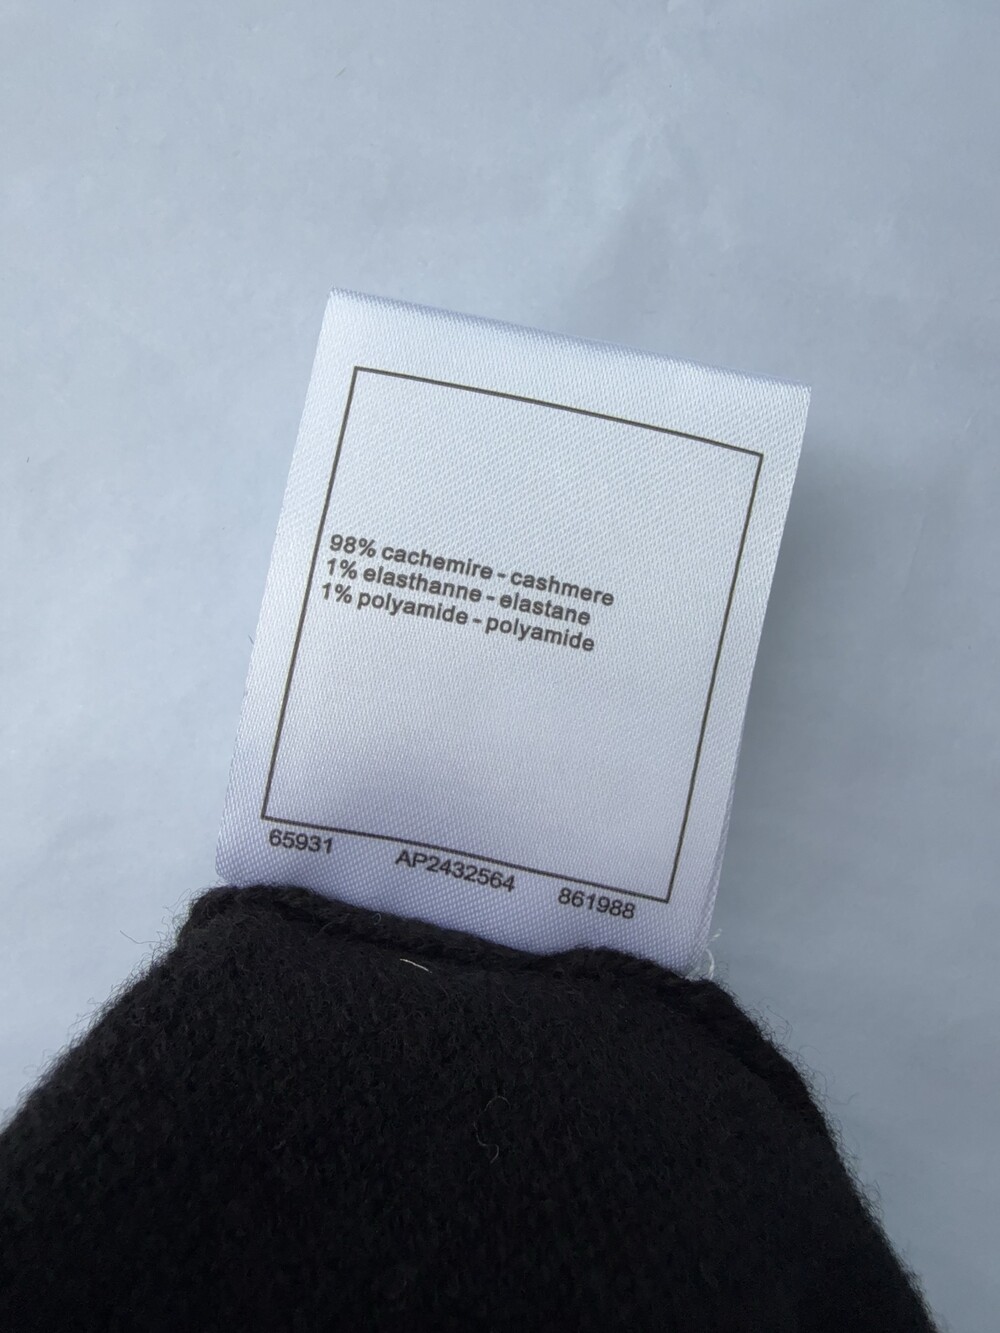 98% cachemire - cashmere
1% elasthanne - elastane
1% polyamide - polyamide
65931 AP2432564 861988